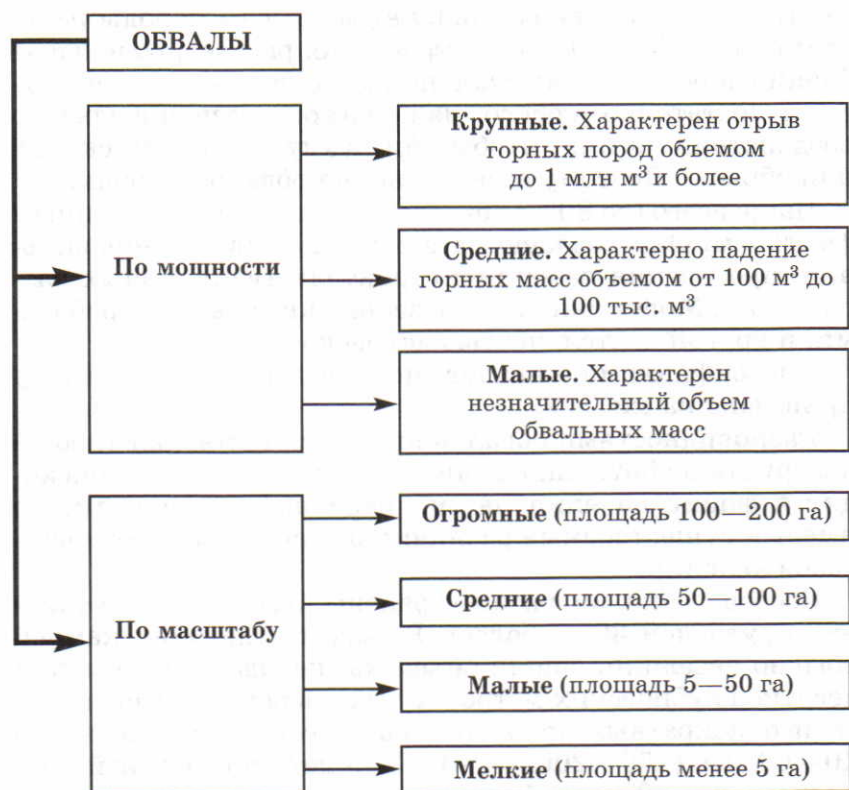 ОБВАЛЫ
По мощности
Крупные. Характерен отрыв
горных пород объемом
до 1 млн м³ и более
Средние. Характерно падение
горных масс объемом от 100 м³ до
100 тыс. м³
Малые. Характерен
незначительный объем
обвальных масс
По масштабу
Огромные (площадь 100—200 га)
Средние (площадь 50—100 га)
Малые (площадь 5—50 га)
Мелкие (площадь менее 5 га)